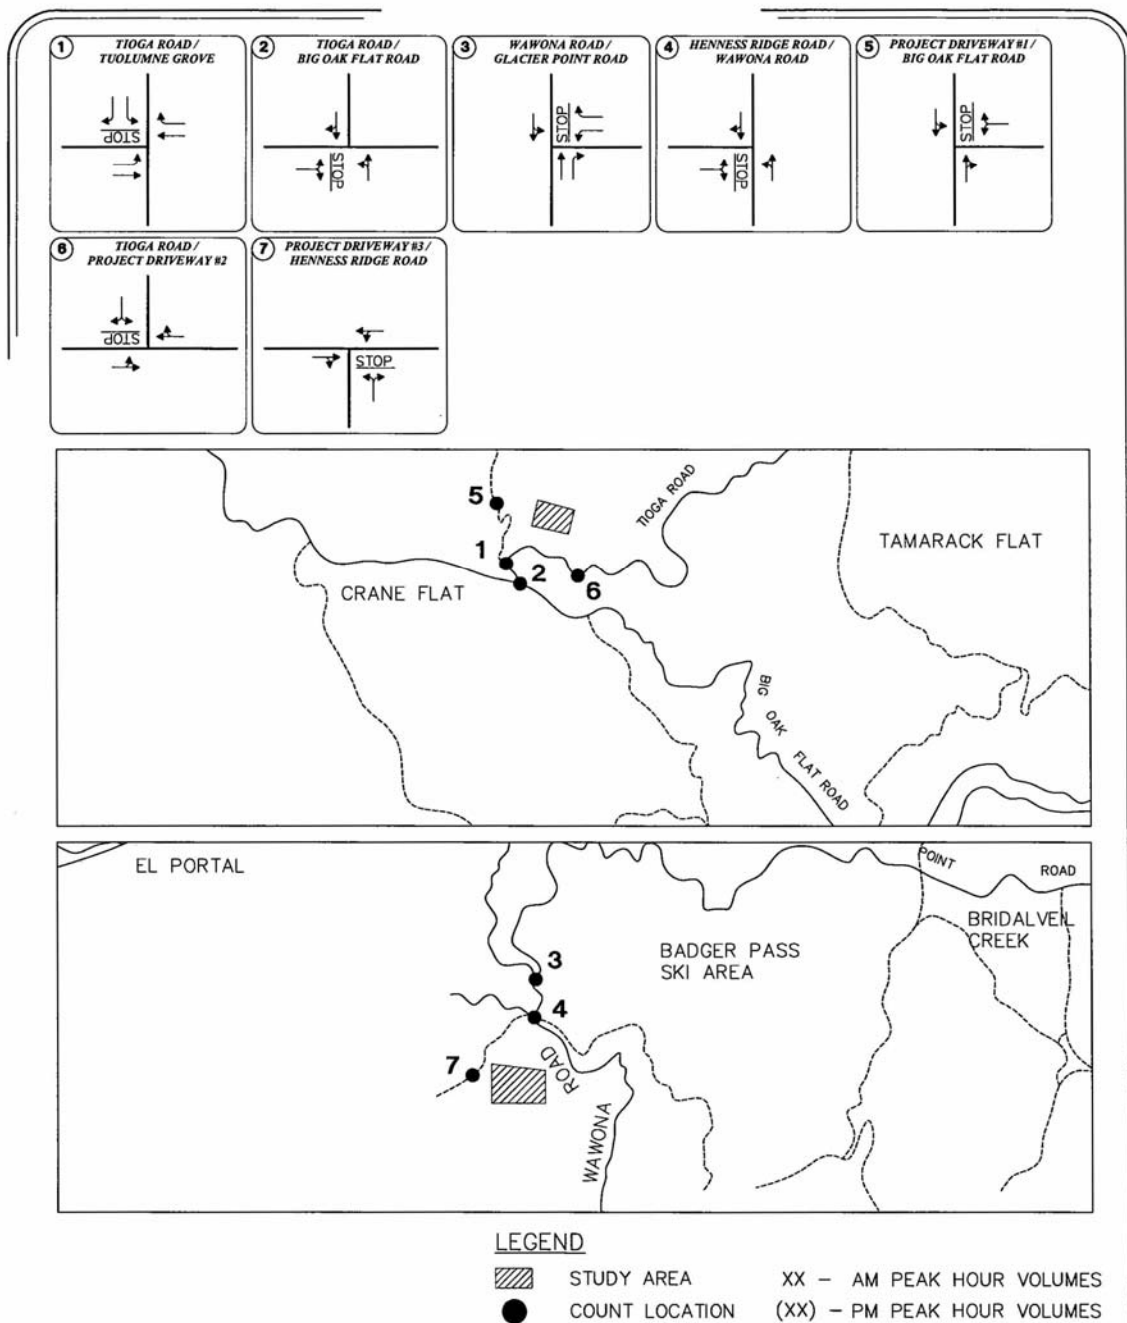 1 TIOGA ROAD /
TUOLUMNE GROVE
STOP
2 TIOGA ROAD /
BIG OAK FLAT ROAD
STOP
3 WAWONA ROAD /
GLACIER POINT ROAD
STOP
4 HENNESS RIDGE ROAD /
WAWONA ROAD
STOP
5 PROJECT DRIVEWAY #1 /
BIG OAK FLAT ROAD
STOP
6 TIOGA ROAD /
PROJECT DRIVEWAY #2
STOP
7 PROJECT DRIVEWAY #3 /
HENNESS RIDGE ROAD
STOP
5
TIOGA ROAD
TAMARACK FLAT
1
2
6
CRANE FLAT
BIG OAK FLAT ROAD
EL PORTAL
POINT ROAD
BRIDALVEIL
CREEK
BADGER PASS
SKI AREA
3
4
7
WAWONA ROAD
LEGEND
STUDY AREA XX - AM PEAK HOUR VOLUMES
COUNT LOCATION (XX) - PM PEAK HOUR VOLUMES